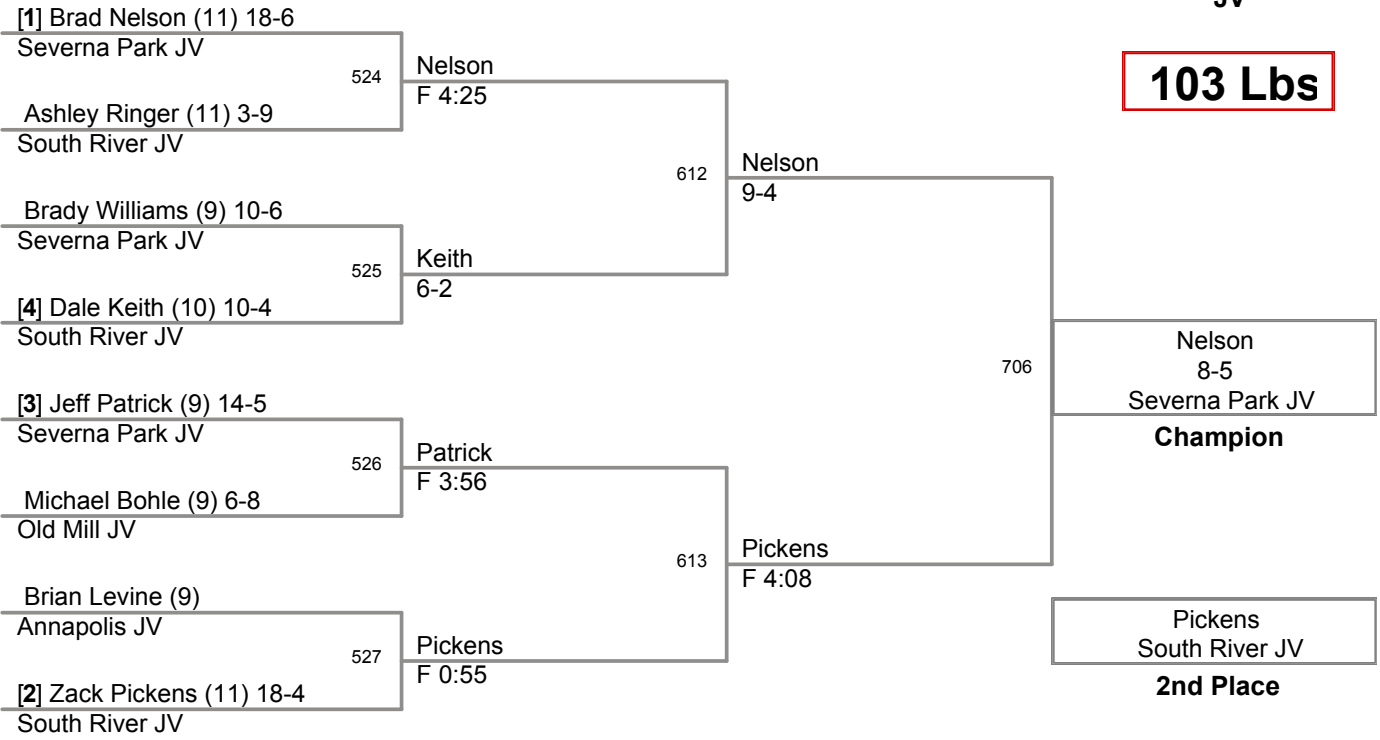 JV
103 Lbs
[1] Brad Nelson (11) 18-6
Severna Park JV
524
Nelson
F 4:25
Ashley Ringer (11) 3-9
South River JV
612
Nelson
9-4
Brady Williams (9) 10-6
Severna Park JV
525
Keith
6-2
[4] Dale Keith (10) 10-4
South River JV
706
Nelson
8-5
Severna Park JV
Champion
[3] Jeff Patrick (9) 14-5
Severna Park JV
526
Patrick
F 3:56
Michael Bohle (9) 6-8
Old Mill JV
613
Pickens
F 4:08
Brian Levine (9)
Annapolis JV
527
Pickens
F 0:55
[2] Zack Pickens (11) 18-4
South River JV
Pickens
South River JV
2nd Place